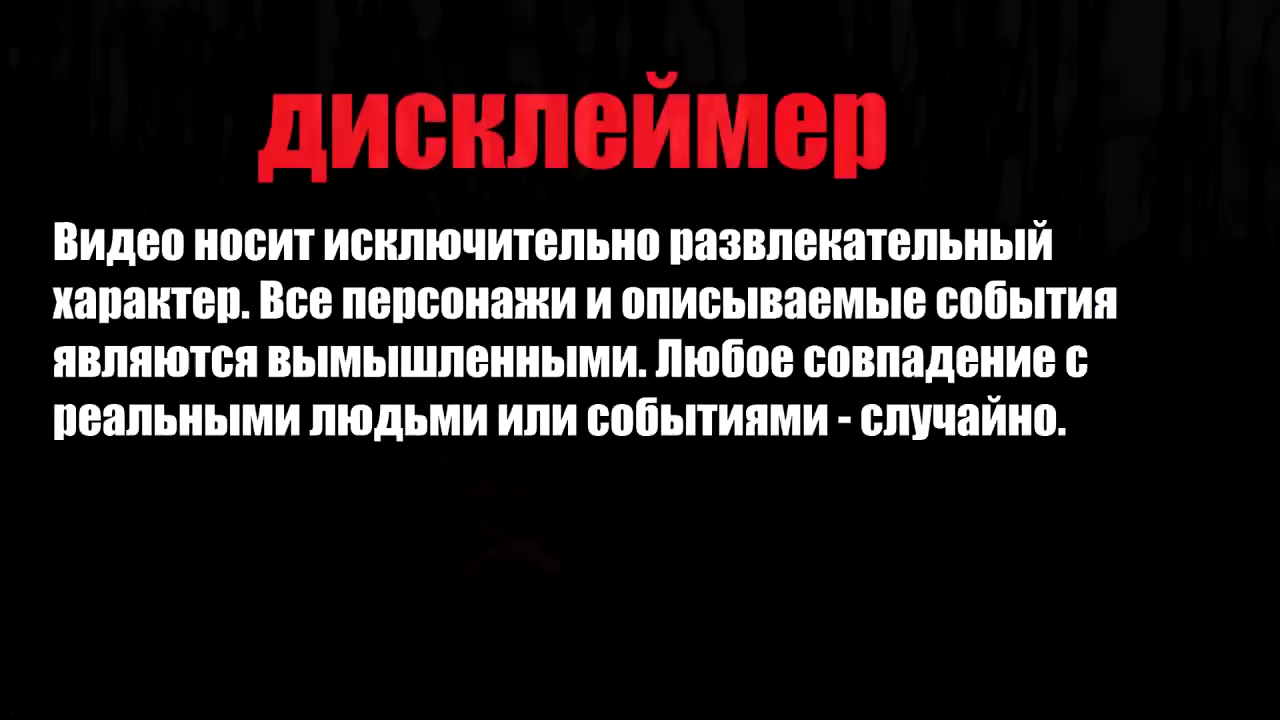 дисклеймер
Видео носит исключительно развлекательный
характер. Все персонажи и описываемые события
являются вымышленными. Любое совпадение с
реальными людьми или событиями - случайно.